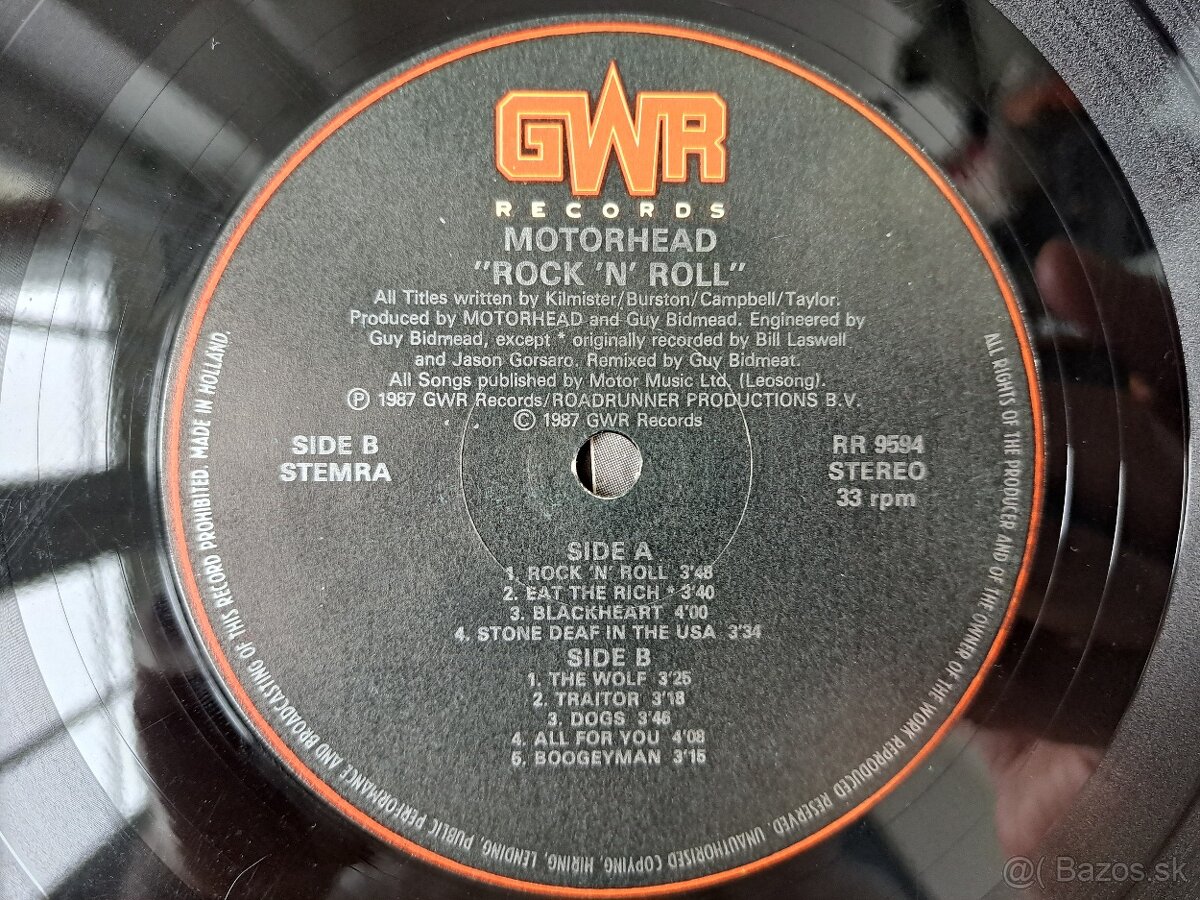 GWR
RECORDS
MOTORHEAD
"ROCK 'N' ROLL"
All Titles written by Kilmister/Burston/Campbell/Taylor.
Produced by MOTORHEAD and Guy Bidmead. Engineered by
Guy Bidmead, except * originally recorded by Bill Laswell
and Jason Gorsaro. Remixed by Guy Bidmeat.
All Songs published by Motor Music Ltd, (Leosong).
Ⓟ 1987 GWR Records/ROADRUNNER PRODUCTIONS B.V.
© 1987 GWR Records
SIDE B
STEMRA
RR 9594
STEREO
33 rpm
SIDE A
1. ROCK 'N' ROLL 3'48
2. EAT THE RICH * 3'40
3. BLACKHEART 4'00
4. STONE DEAF IN THE USA 3'34
SIDE B
1. THE WOLF 3'25
2. TRAITOR 3'18
3. DOGS 3'46
4. ALL FOR YOU 4'08
5. BOOGEYMAN 3'15
ALL RIGHTS OF THE PRODUCER AND OF THE OWNER OF THE WORK REPRODUCED RESERVED. UNAUTHORISED COPYING, HIRING, LENDING, PUBLIC PERFORMANCE AND BROADCASTING OF THIS RECORD PROHIBITED. MADE IN HOLLAND.
@( Bazos.sk